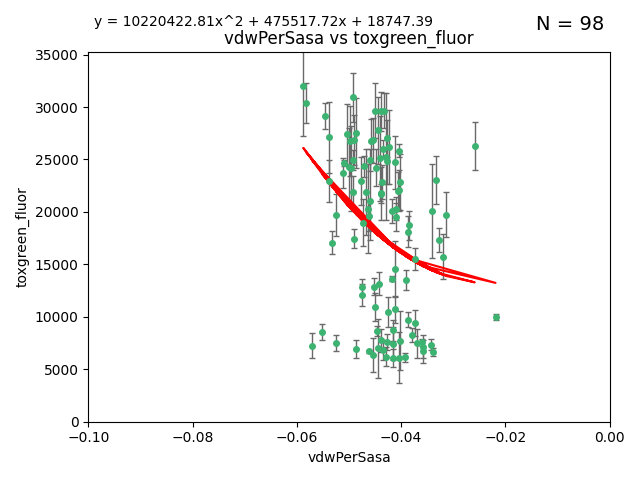 y = 10220422.81x^2 + 475517.72x + 18747.39
N = 98
vdwPerSasa vs toxgreen_fluor
35000
30000
25000
20000
15000
10000
5000
0
toxgreen_fluor
−0.10
−0.08
−0.06
−0.04
−0.02
0.00
vdwPerSasa